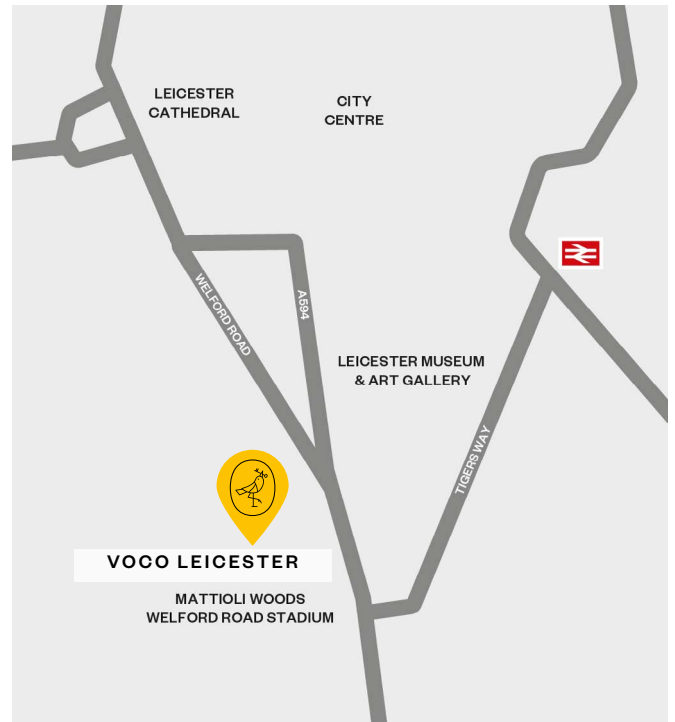 LEICESTER
CATHEDRAL
CITY
CENTRE
WELFORD ROAD
A594
LEICESTER MUSEUM
& ART GALLERY
TIGERS WAY
VOCO LEICESTER
MATTIOLI WOODS
WELFORD ROAD STADIUM